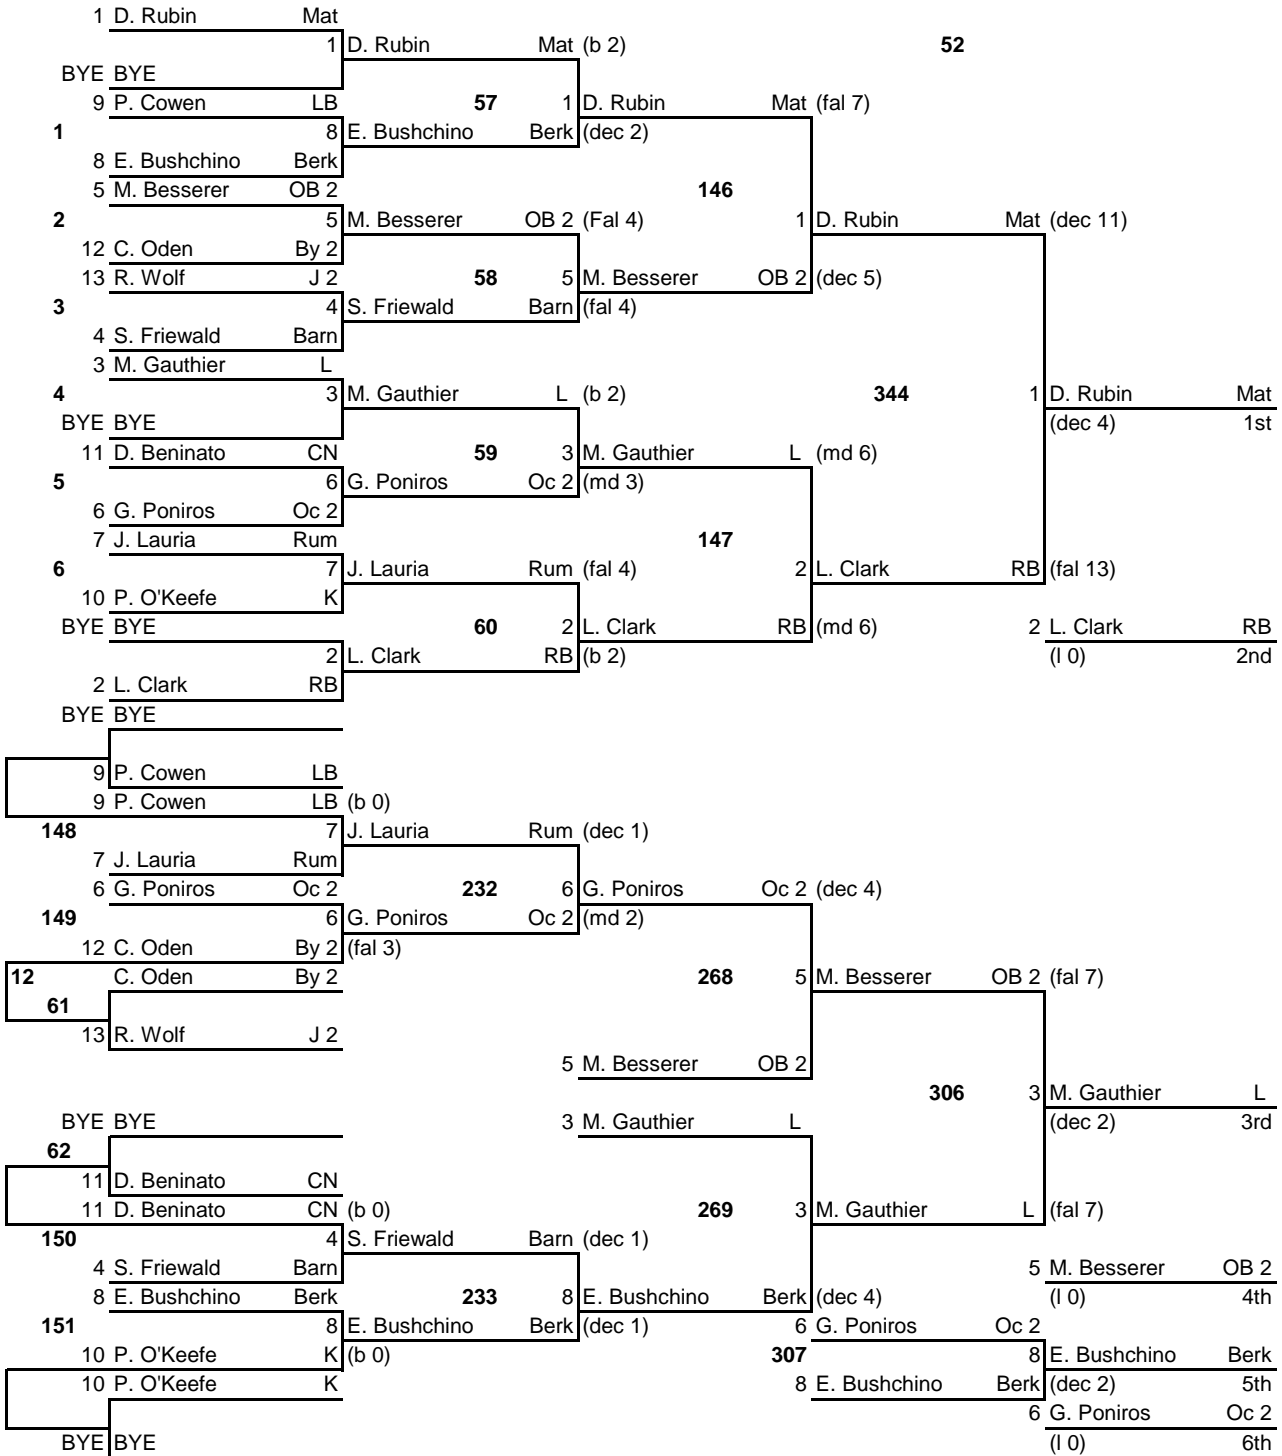 1 D. Rubin Mat
1 D. Rubin Mat (b 2) 52
BYE BYE
9 P. Cowen LB 57 1 D. Rubin Mat (fal 7)
1 8 E. Bushchino Berk (dec 2)
8 E. Bushchino Berk
5 M. Besserer OB 2 146
2 5 M. Besserer OB 2 (Fal 4) 1 D. Rubin Mat (dec 11)
12 C. Oden By 2
13 R. Wolf J 2 58 5 M. Besserer OB 2 (dec 5)
3 4 S. Friewald Barn (fal 4)
4 S. Friewald Barn
3 M. Gauthier L
4 3 M. Gauthier L (b 2) 344 1 D. Rubin Mat
BYE BYE (dec 4) 1st
11 D. Beninato CN 59 3 M. Gauthier L (md 6)
5 6 G. Poniros Oc 2 (md 3)
6 G. Poniros Oc 2
7 J. Lauria Rum 147
6 7 J. Lauria Rum (fal 4) 2 L. Clark RB (fal 13)
10 P. O'Keefe K
BYE BYE 60 2 L. Clark RB (md 6) 2 L. Clark RB
2 L. Clark RB (b 2) (l 0) 2nd
2 L. Clark RB
BYE BYE
9 P. Cowen LB
9 P. Cowen LB (b 0)
148 7 J. Lauria Rum (dec 1)
7 J. Lauria Rum
6 G. Poniros Oc 2 232 6 G. Poniros Oc 2 (dec 4)
149 6 G. Poniros Oc 2 (md 2)
12 C. Oden By 2 (fal 3)
12 C. Oden By 2 268 5 M. Besserer OB 2 (fal 7)
61
13 R. Wolf J 2
5 M. Besserer OB 2
306 3 M. Gauthier L
BYE BYE 3 M. Gauthier L (dec 2) 3rd
62
11 D. Beninato CN
11 D. Beninato CN (b 0) 269 3 M. Gauthier L (fal 7)
150 4 S. Friewald Barn (dec 1)
4 S. Friewald Barn 5 M. Besserer OB 2
8 E. Bushchino Berk 233 8 E. Bushchino Berk (dec 4) (l 0) 4th
151 8 E. Bushchino Berk (dec 1) 6 G. Poniros Oc 2
10 P. O'Keefe K (b 0) 307 8 E. Bushchino Berk
10 P. O'Keefe K 8 E. Bushchino Berk (dec 2) 5th
6 G. Poniros Oc 2
BYE BYE (l 0) 6th